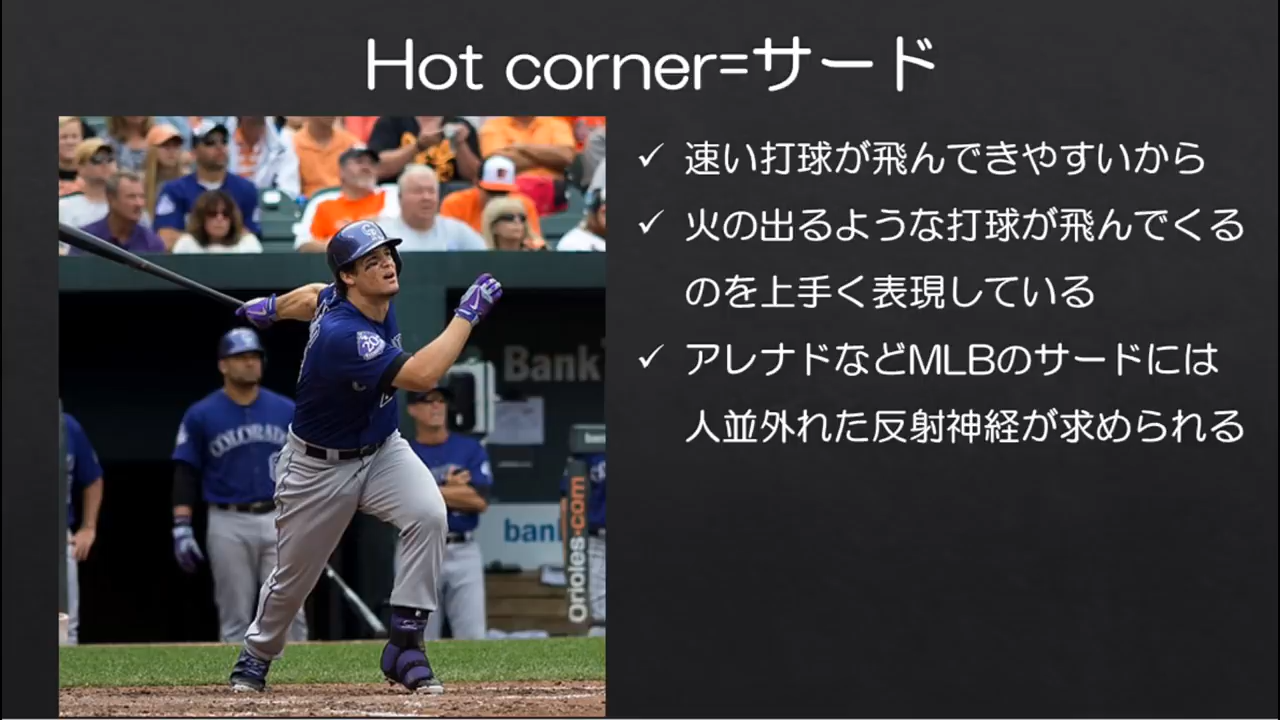 Hot corner=サード
✓ 速い打球が飛んできやすいから
✓ 火の出るような打球が飛んでくる
のを上手く表現している
✓ アレナドなどMLBのサードには
人並外れた反射神経が求められる
20
COLORAD
Bank
bank
Orioles.com